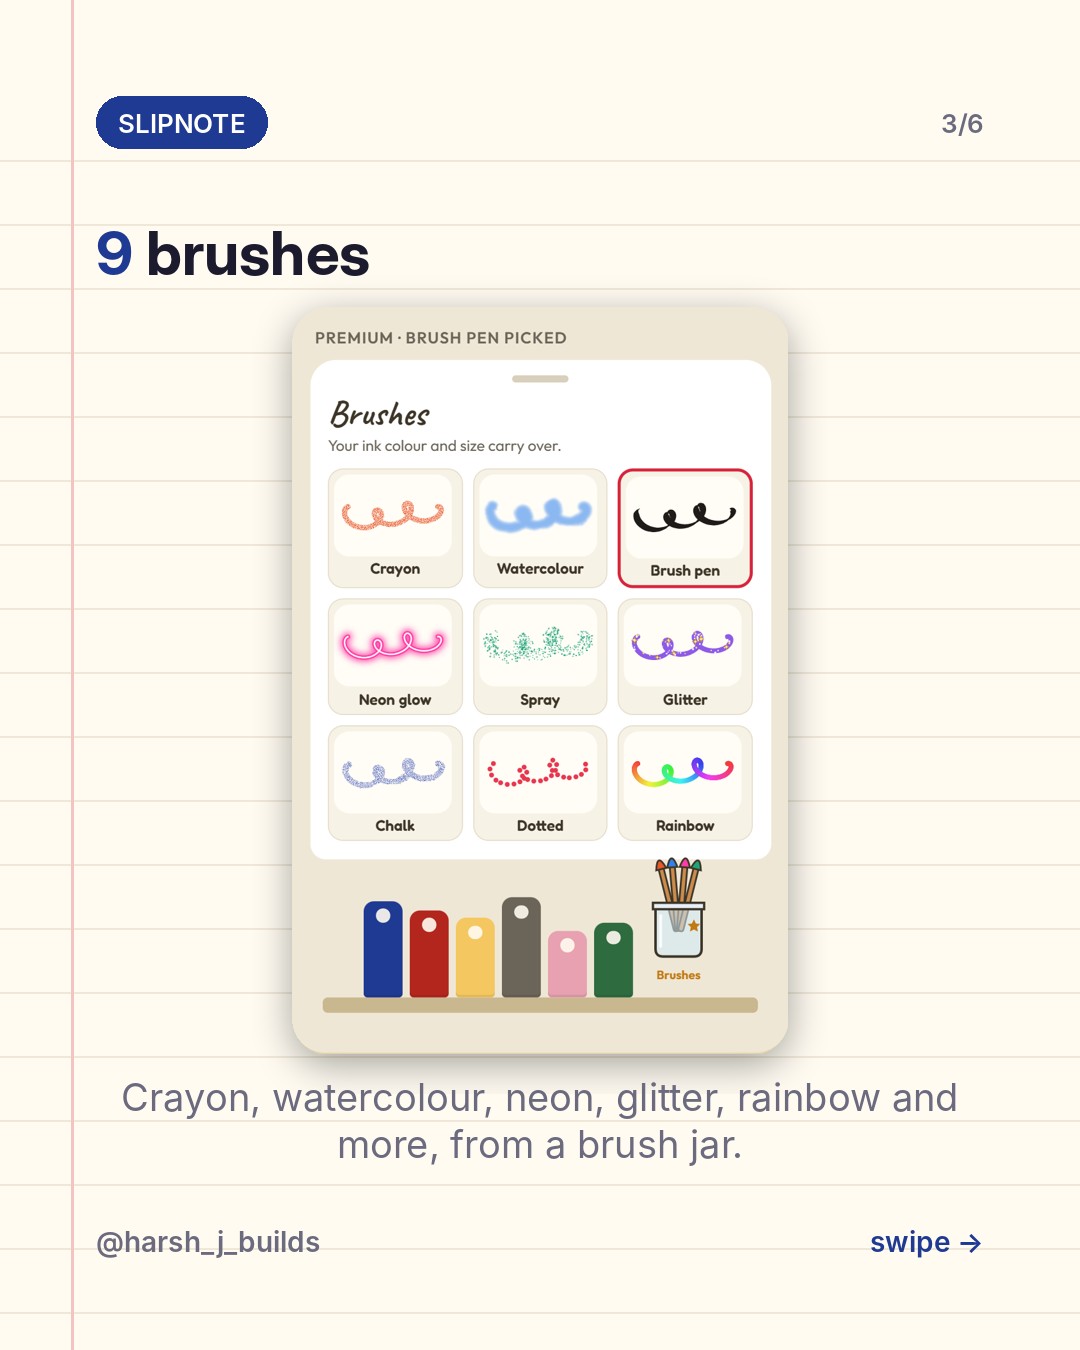 SLIPNOTE
3/6
9 brushes
PREMIUM · BRUSH PEN PICKED
Brushes
Your ink colour and size carry over.
Crayon
Watercolour
Brush pen
Neon glow
Spray
Glitter
Chalk
Dotted
Rainbow
Brushes
Crayon, watercolour, neon, glitter, rainbow and
more, from a brush jar.
@harsh_j_builds
swipe →